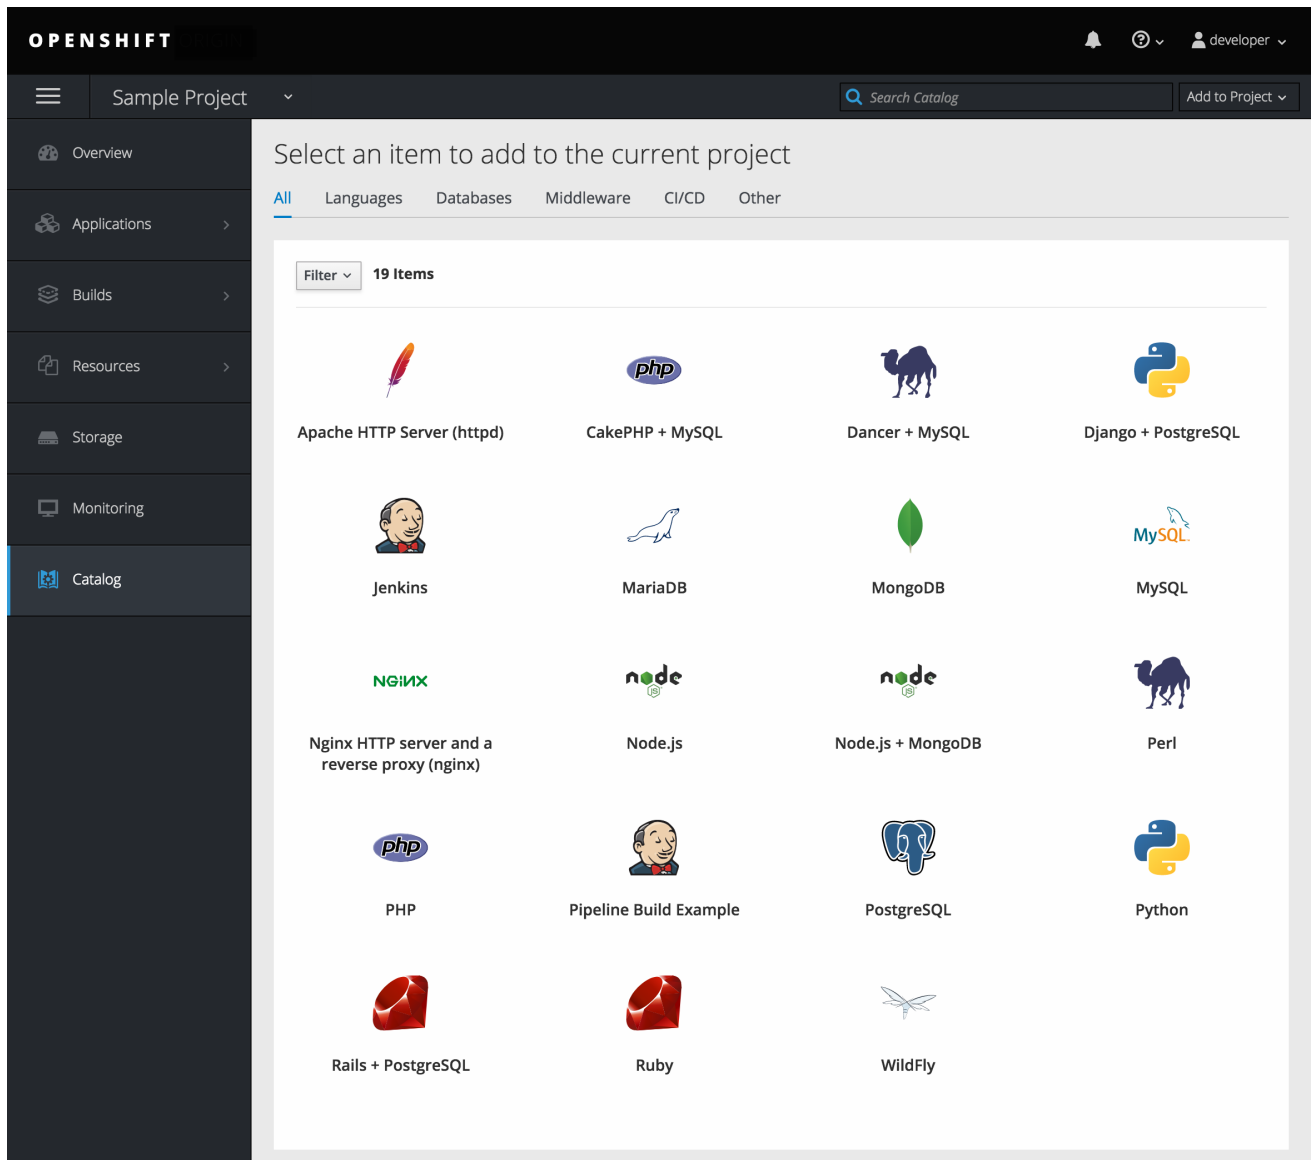 OPENSHIFT
developer
Sample Project
Search Catalog
Add to Project
Overview
Applications
Builds
Resources
Storage
Monitoring
Catalog
Select an item to add to the current project
All Languages Databases Middleware CI/CD Other
Filter 19 Items
php
Apache HTTP Server (httpd) CakePHP + MySQL Dancer + MySQL Django + PostgreSQL
MySQL
Jenkins MariaDB MongoDB MySQL
NGINX node JS node JS
Nginx HTTP server and a Node.js Node.js + MongoDB Perl
reverse proxy (nginx)
php
PHP Pipeline Build Example PostgreSQL Python
Rails + PostgreSQL Ruby WildFly